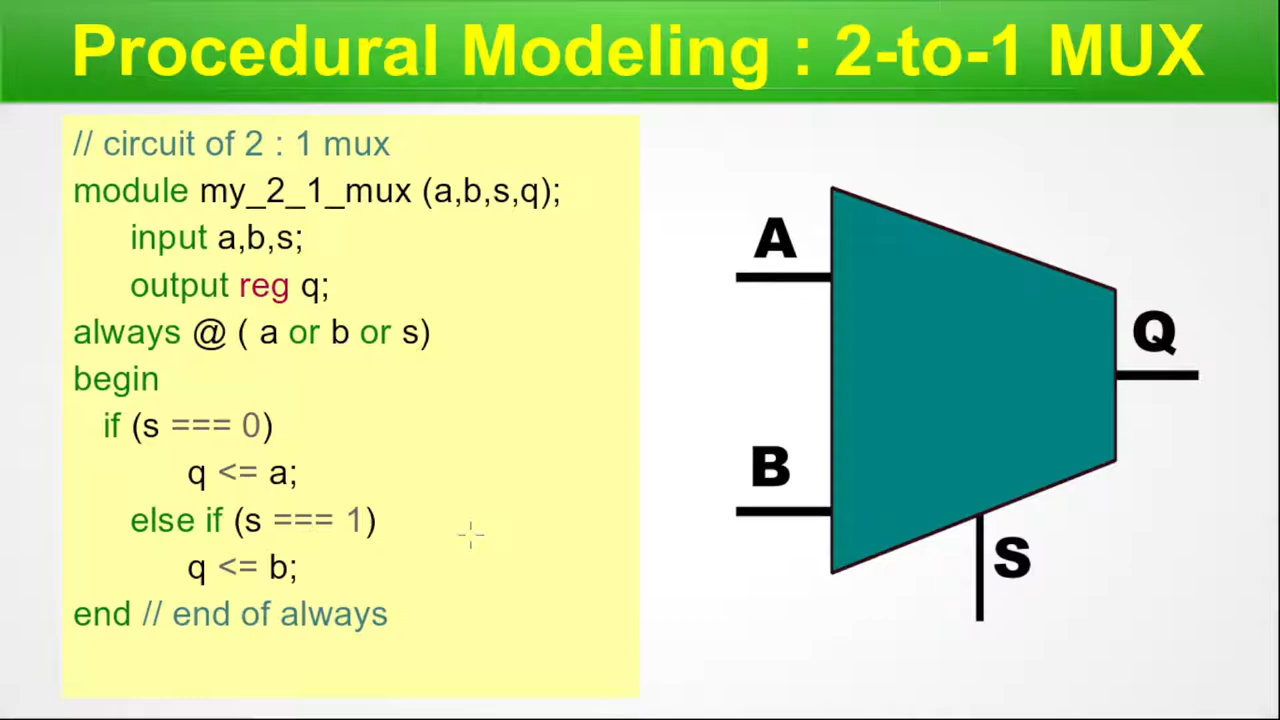 Procedural Modeling : 2-to-1 MUX
// circuit of 2 : 1 mux
module my_2_1_mux (a,b,s,q);
input a,b,s;
output reg q;
always @ ( a or b or s)
begin
if (s === 0)
q <= a;
else if (s === 1)
q <= b;
end // end of always
A
B
Q
S